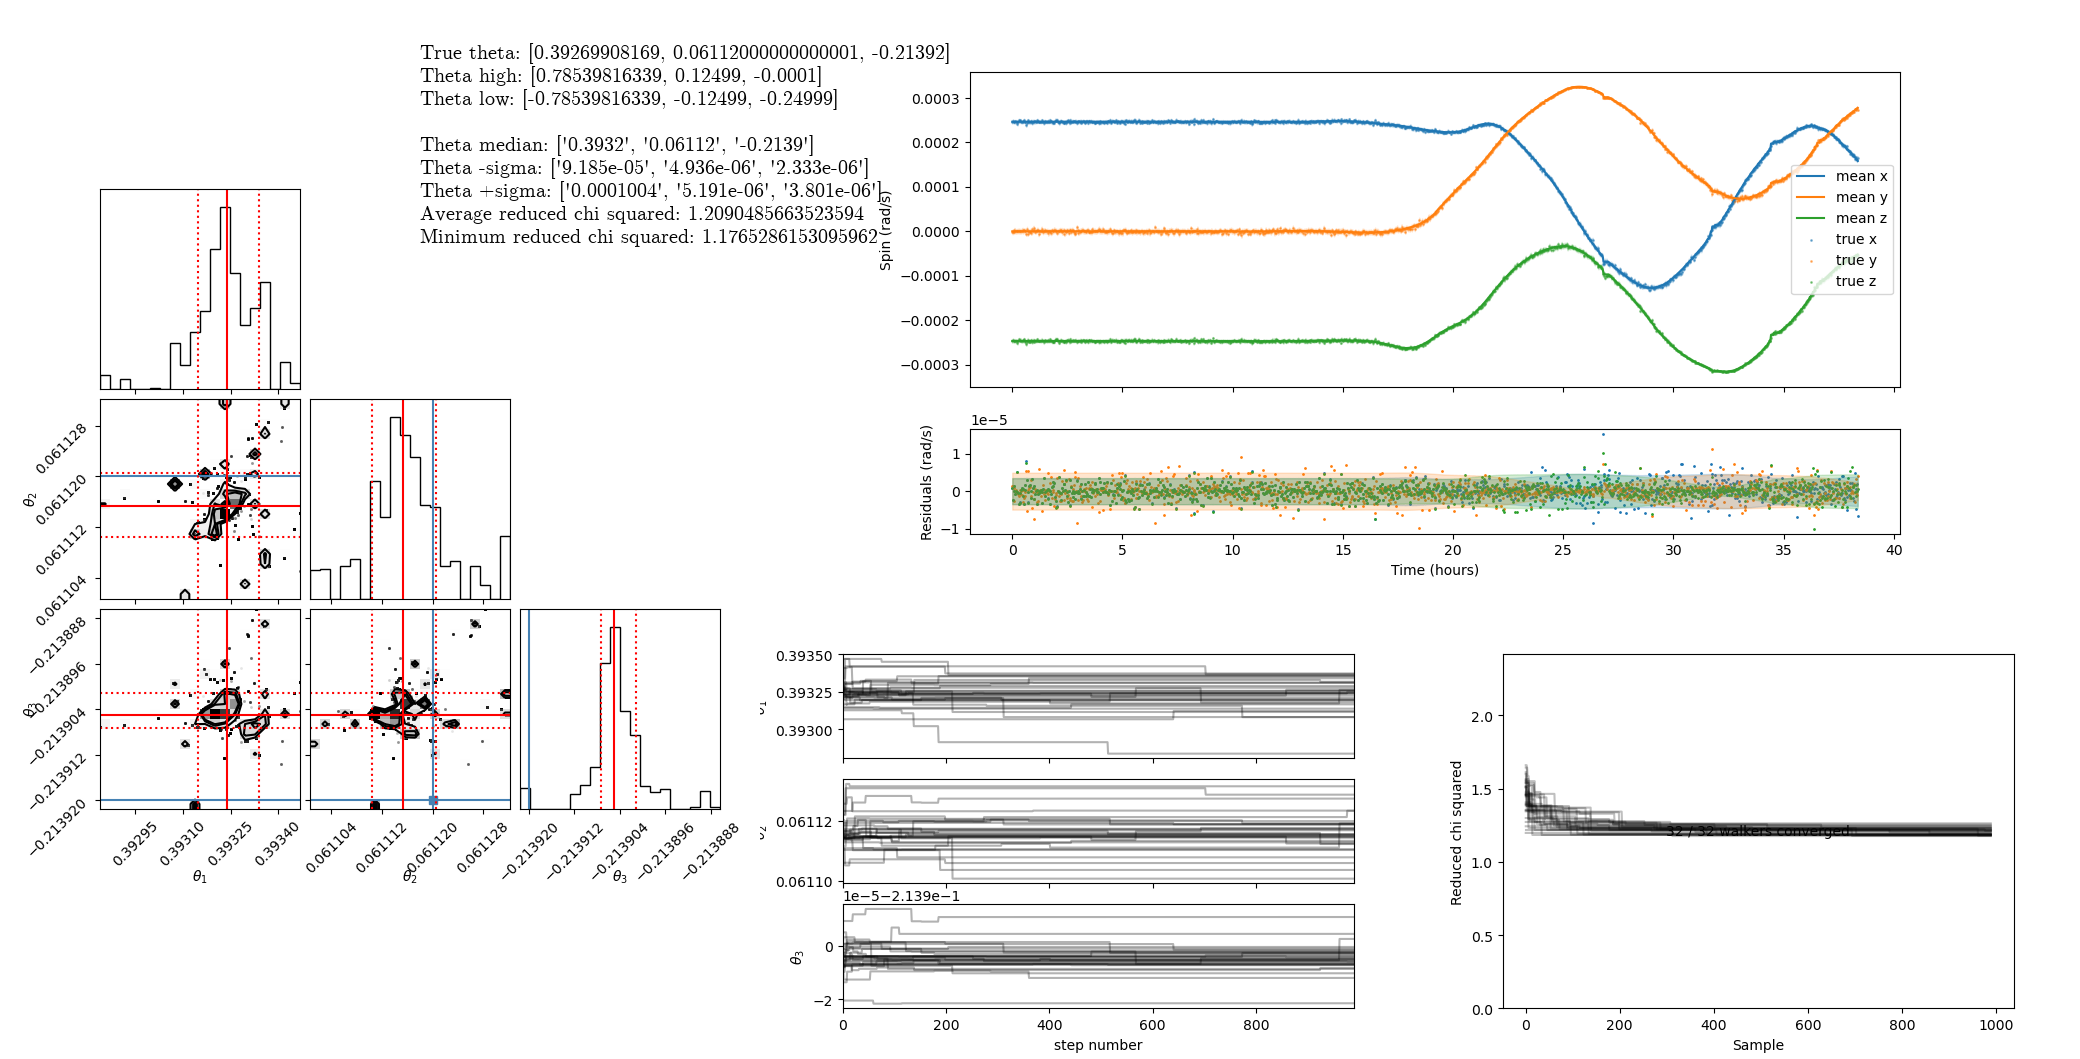 True theta: [0.39269908169, 0.06112000000000001, -0.21392]
Theta high: [0.78539816339, 0.12499, -0.0001]
Theta low: [-0.78539816339, -0.12499, -0.24999]
Theta median: ['0.3932', '0.06112', '-0.2139']
Theta -sigma: ['9.185e-05', '4.936e-06', '2.333e-06']
Theta +sigma: ['0.0001004', '5.191e-06', '3.801e-06']
Average reduced chi squared: 1.2090485663523594
Minimum reduced chi squared: 1.1765286153095962
Spin (rad/s)
0.0003
0.0002
0.0001
0.0000
−0.0001
−0.0002
−0.0003
mean x
mean y
mean z
true x
true y
true z
1e−5
Residuals (rad/s)
1
0
−1
0 5 10 15 20 25 30 35 40
Time (hours)
θ2
0.061128
0.061120
0.061112
0.061104
−0.213888
−0.213896
−0.213904
−0.213912
−0.213920
0.39295 0.39310 0.39325 0.39340
θ1
0.061104 0.061112 0.061120 0.061128
θ2
−0.213920 −0.213912 −0.213904 −0.213896 −0.213888
θ3
0.39350
0.39325
0.39300
0.06112
0.06110
1e−5−2.139e−1
0
−2
θ3
0 200 400 600 800
step number
Reduced chi squared
2.0
1.5
1.0
0.5
0.0
32 / 32 walkers converged
0 200 400 600 800 1000
Sample